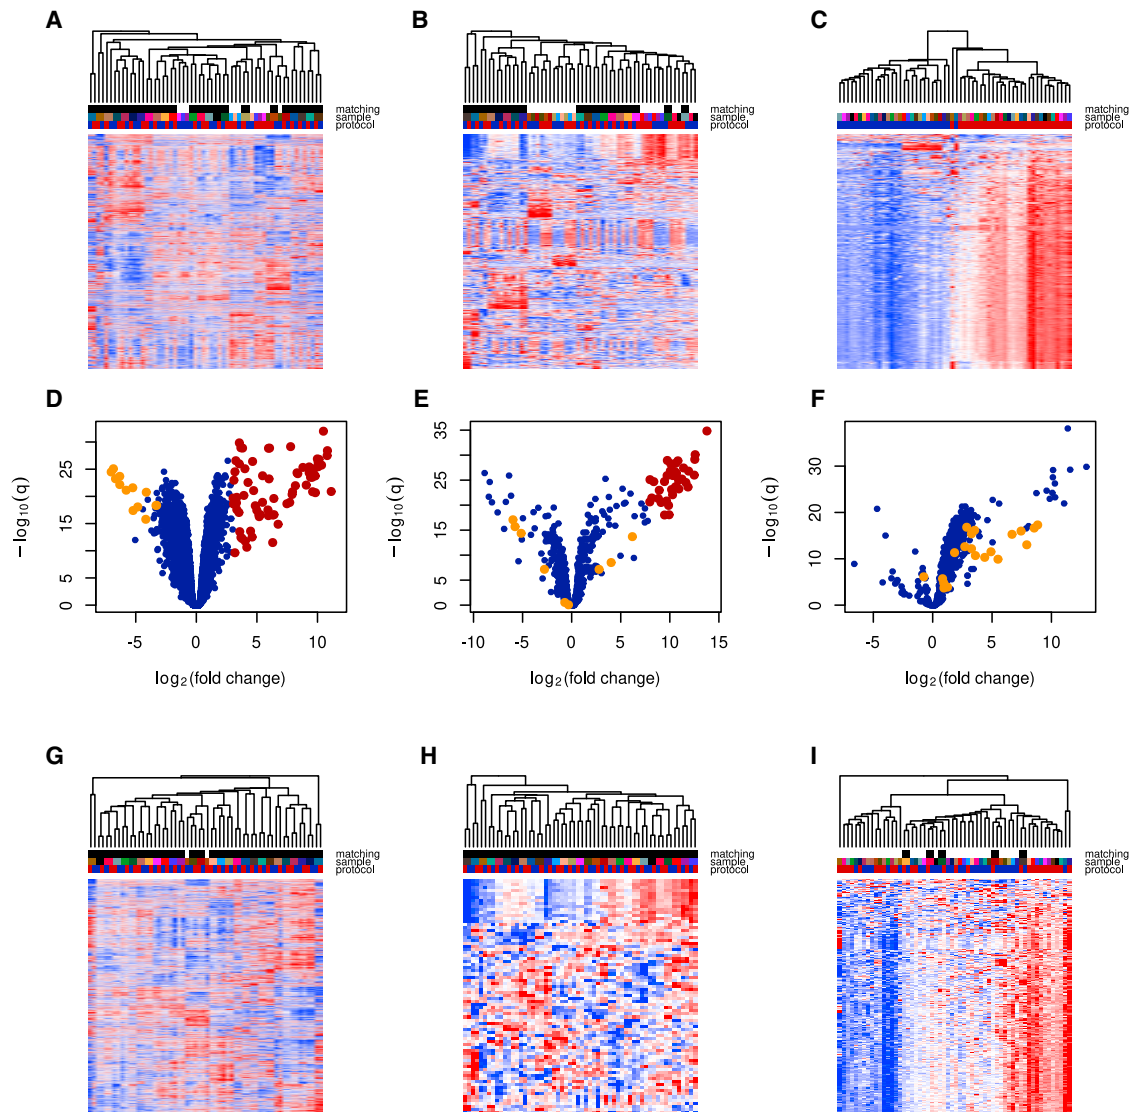 A
B
C
matching
sample
protocol
matching
sample
protocol
matching
sample
protocol
D
E
F
− log₁₀(q)
0
5
15
25
-5
0
5
10
log₂(fold change)
− log₁₀(q)
0
5
15
25
35
-10
-5
0
5
10
15
log₂(fold change)
− log₁₀(q)
0
10
20
30
-5
0
5
10
log₂(fold change)
G
H
I
matching
sample
protocol
matching
sample
protocol
matching
sample
protocol